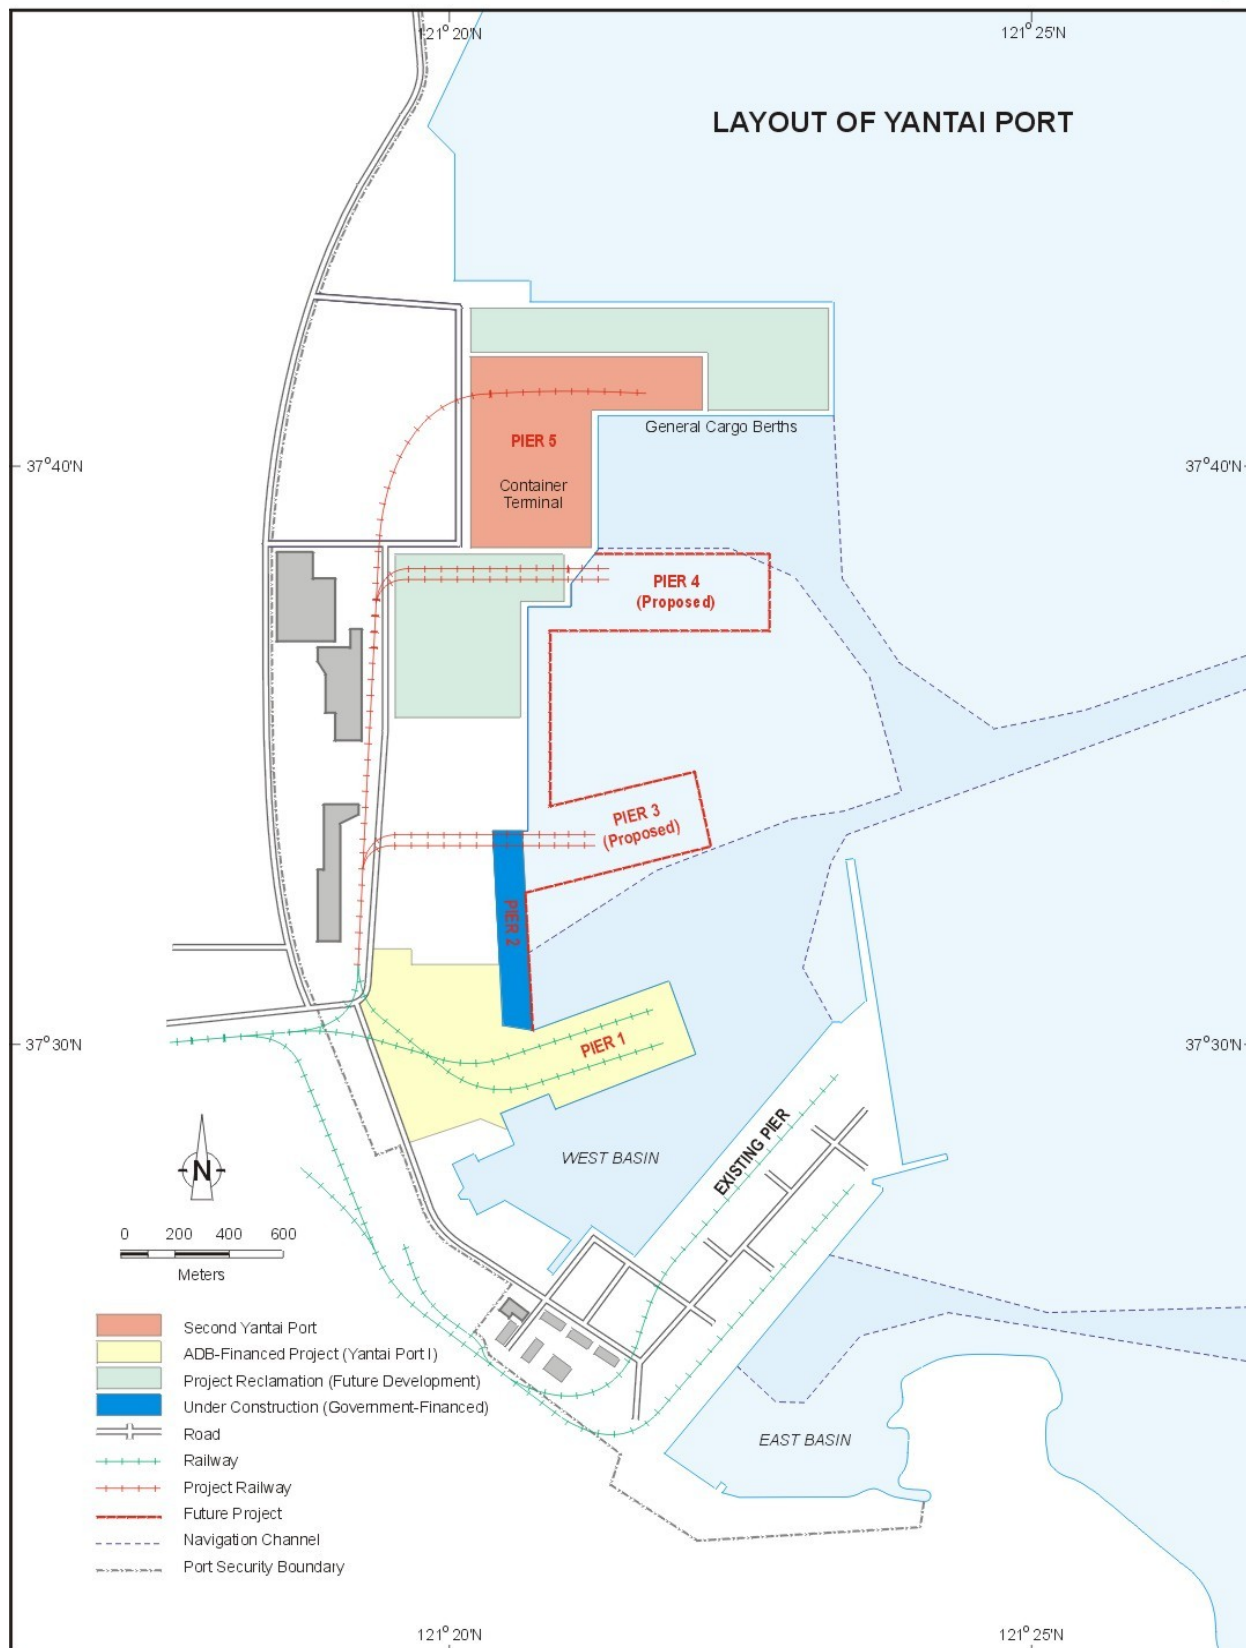 121°20'N
121°25'N
LAYOUT OF YANTAI PORT
General Cargo Berths
PIER 5
37°40'N
37°40'N
Container
Terminal
PIER 4
(Proposed)
PIER 3
(Proposed)
PIER 2
37°30'N
PIER 1
37°30'N
EXISTING PIER
WEST BASIN
N
0 200 400 600
Meters
Second Yantai Port
ADB-Financed Project (Yantai Port I)
Project Reclamation (Future Development)
Under Construction (Government-Financed)
Road
EAST BASIN
Railway
Project Railway
Future Project
Navigation Channel
Port Security Boundary
121°20'N
121°25'N